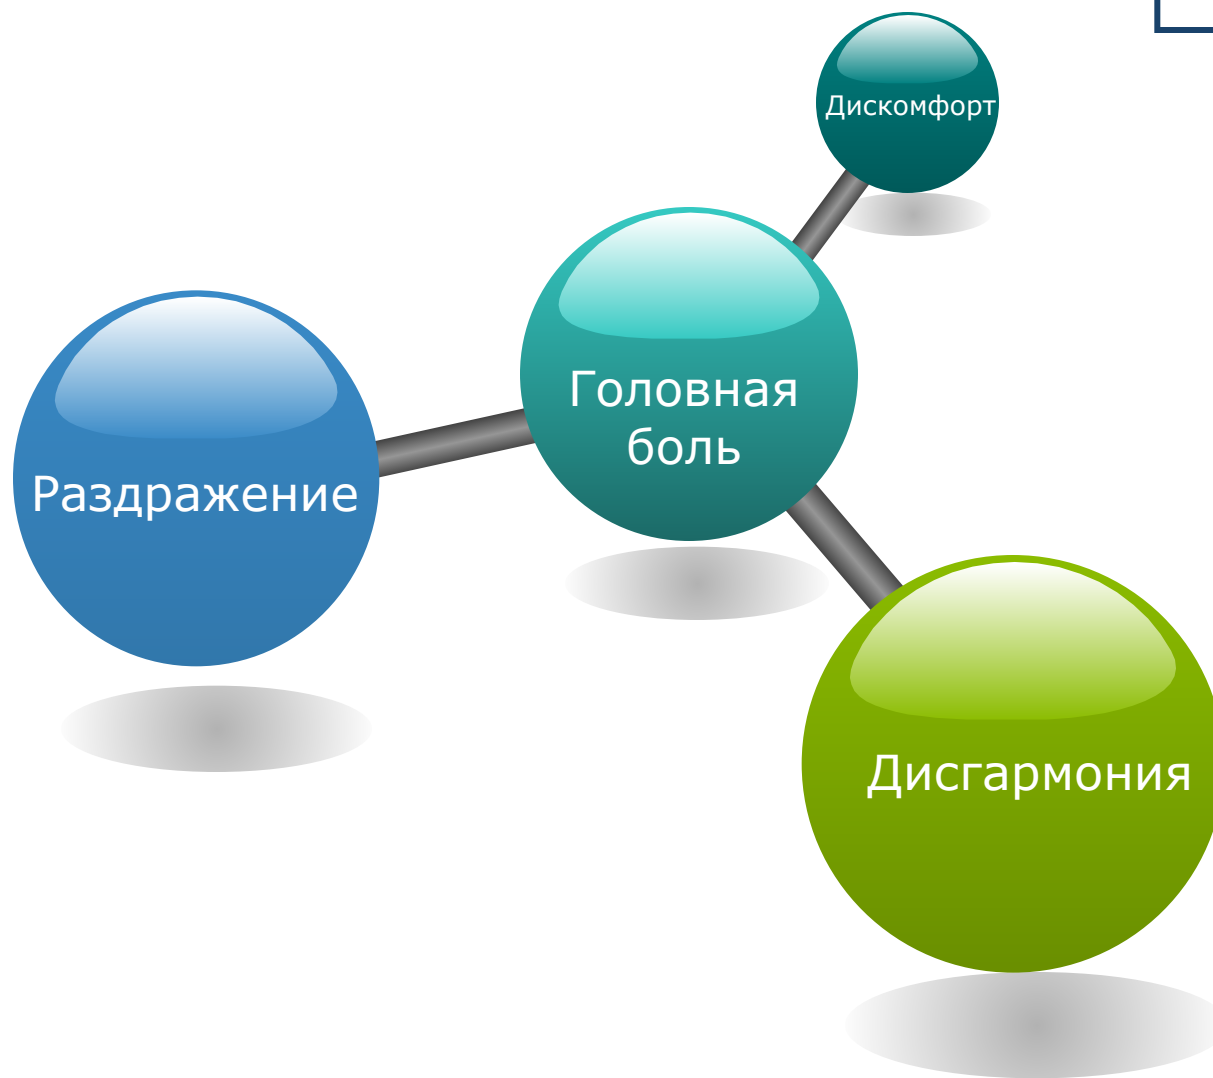 Дискомфорт
Головная
боль
Раздражение
Дисгармония